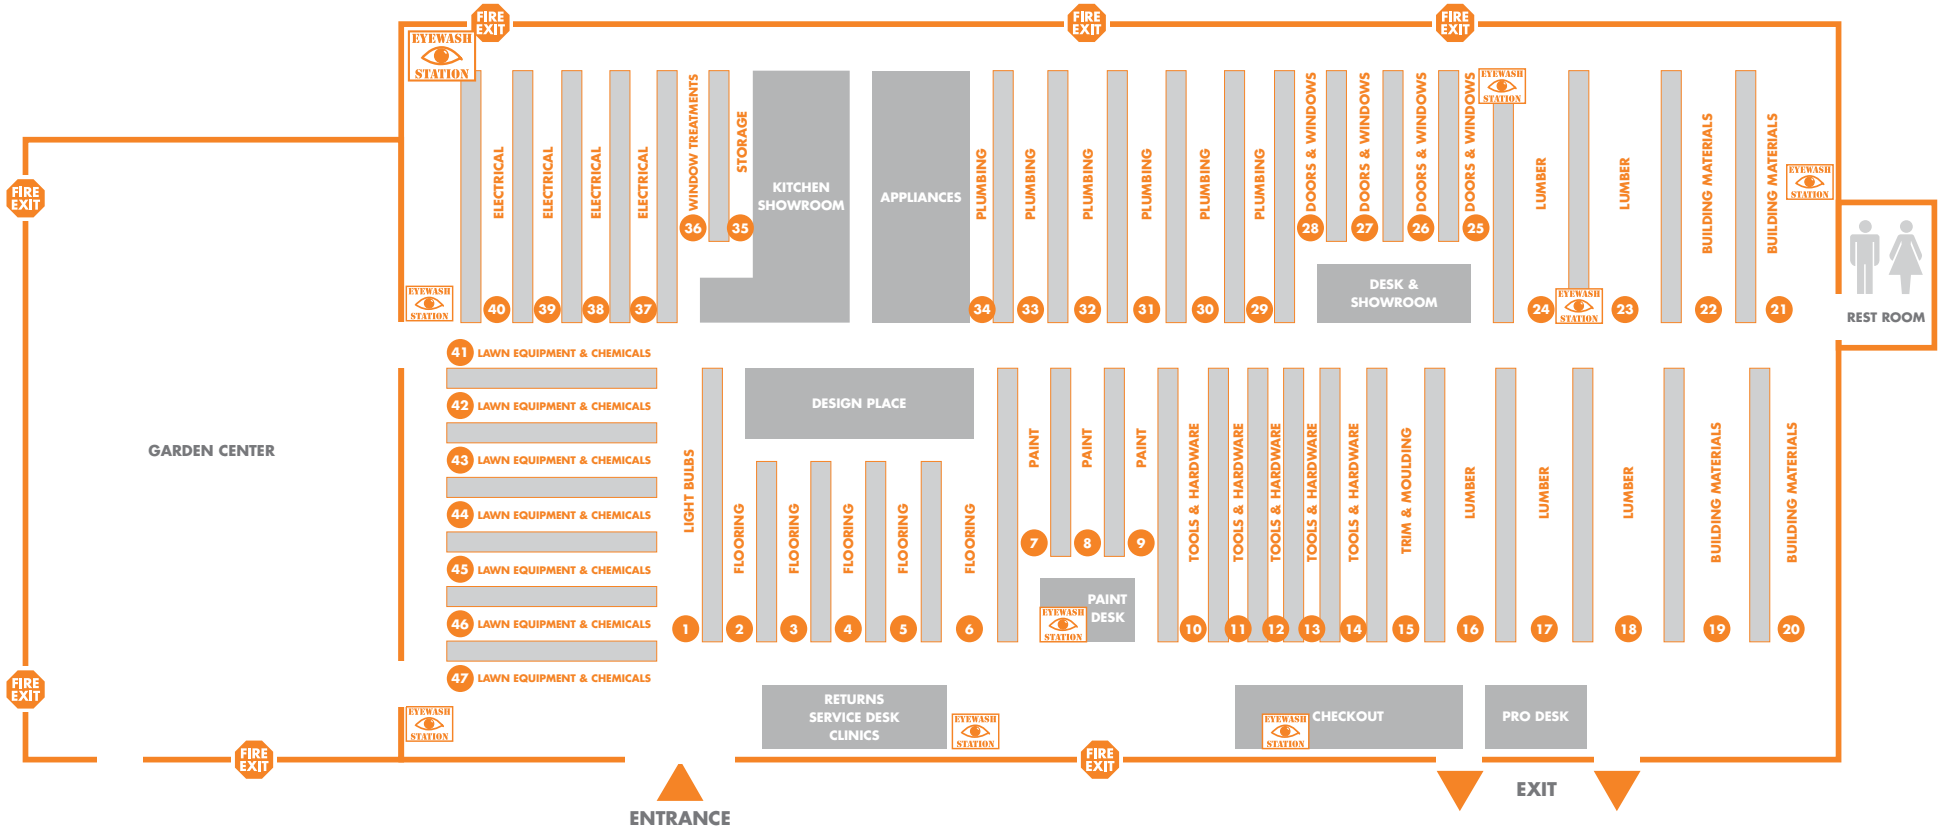 FIRE
EXIT
FIRE
EXIT
FIRE
EXIT
EYEWASH
STATION
EYEWASH
STATION
WINDOW TREATMENTS
STORAGE
DOORS & WINDOWS
DOORS & WINDOWS
DOORS & WINDOWS
DOORS & WINDOWS
ELECTRICAL
ELECTRICAL
ELECTRICAL
ELECTRICAL
KITCHEN
SHOWROOM
APPLIANCES
PLUMBING
PLUMBING
PLUMBING
PLUMBING
PLUMBING
PLUMBING
LUMBER
LUMBER
BUILDING MATERIALS
BUILDING MATERIALS
EYEWASH
STATION
FIRE
EXIT
36
35
28
27
26
25
DESK &
SHOWROOM
EYEWASH
STATION
40
39
38
37
34
33
32
31
30
29
24
EYEWASH
STATION
23
22
21
REST ROOM
41 LAWN EQUIPMENT & CHEMICALS
42 LAWN EQUIPMENT & CHEMICALS
43 LAWN EQUIPMENT & CHEMICALS
44 LAWN EQUIPMENT & CHEMICALS
45 LAWN EQUIPMENT & CHEMICALS
46 LAWN EQUIPMENT & CHEMICALS
47 LAWN EQUIPMENT & CHEMICALS
GARDEN CENTER
DESIGN PLACE
LIGHT BULBS
FLOORING
FLOORING
FLOORING
FLOORING
FLOORING
PAINT
PAINT
PAINT
TOOLS & HARDWARE
TOOLS & HARDWARE
TOOLS & HARDWARE
TOOLS & HARDWARE
TOOLS & HARDWARE
TRIM & MOULDING
LUMBER
LUMBER
LUMBER
BUILDING MATERIALS
BUILDING MATERIALS
7
8
9
PAINT
DESK
EYEWASH
STATION
1
2
3
4
5
6
10
11
12
13
14
15
16
17
18
19
20
FIRE
EXIT
EYEWASH
STATION
RETURNS
SERVICE DESK
CLINICS
EYEWASH
STATION
EYEWASH
STATION
CHECKOUT
PRO DESK
FIRE
EXIT
FIRE
EXIT
ENTRANCE
EXIT